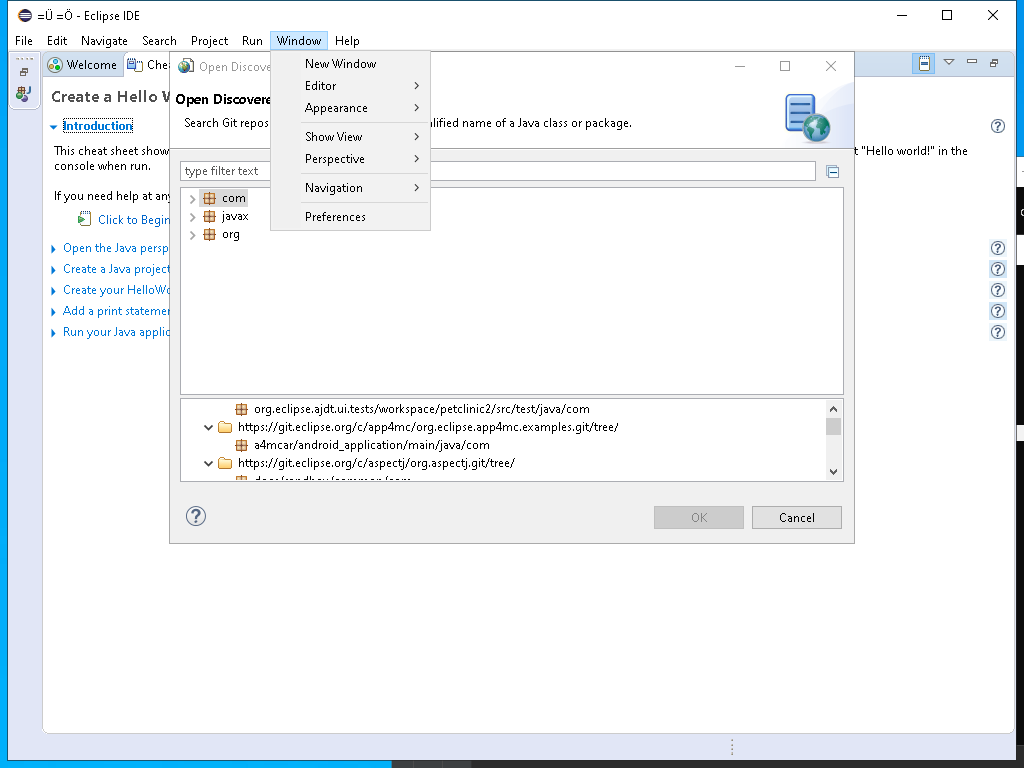 =Ü =Ö - Eclipse IDE
File Edit Navigate Search Project Run Window Help
Welcome
Open Discove
New Window
Editor
Appearance
Show View
Perspective
Navigation
Preferences
Create a Hello
Introduction
This cheat sheet show
t "Hello world!" in the
console when run.
If you need help at any
Click to Begin
Open the Java persp
Create a Java project
Create your HelloWo
Add a print statemen
Run your Java applic
Open Discovere
Search Git repos
alified name of a Java class or package.
type filter text
com
javax
org
org.eclipse.ajdt.ui.tests/workspace/petclinic2/src/test/java/com
https://git.eclipse.org/c/app4mc/org.eclipse.app4mc.examples.git/tree/
a4mcar/android_application/main/java/com
https://git.eclipse.org/c/aspectj/org.aspectj.git/tree/
OK
Cancel